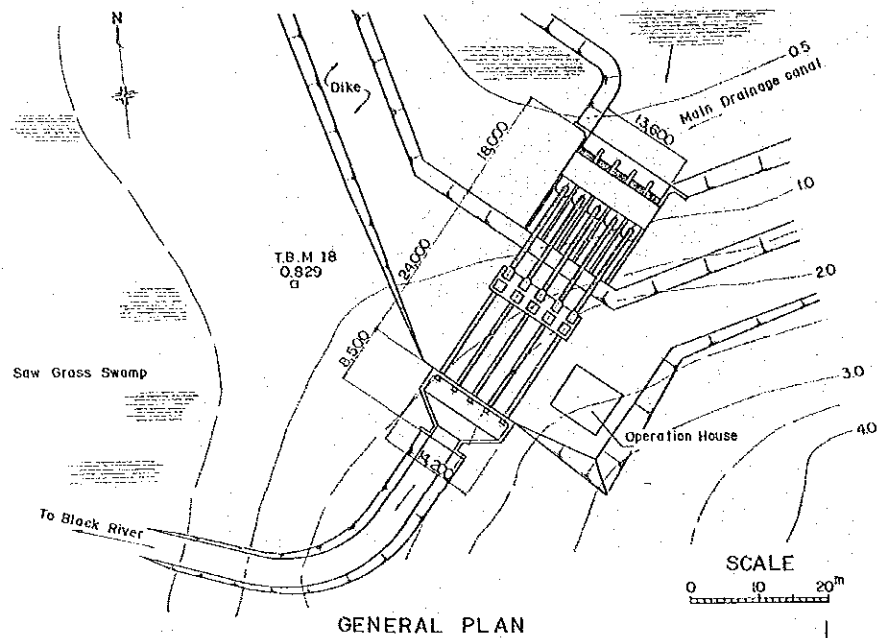 N
0.5
Main Drainage canal
Dike
13,600
18,000
1.0
T.B.M 18
0.829
24,000
2.0
8,500
3.0
Saw Grass Swamp
4.0
Operation House
14,200
To Black River
SCALE
0 10 20m
GENERAL PLAN